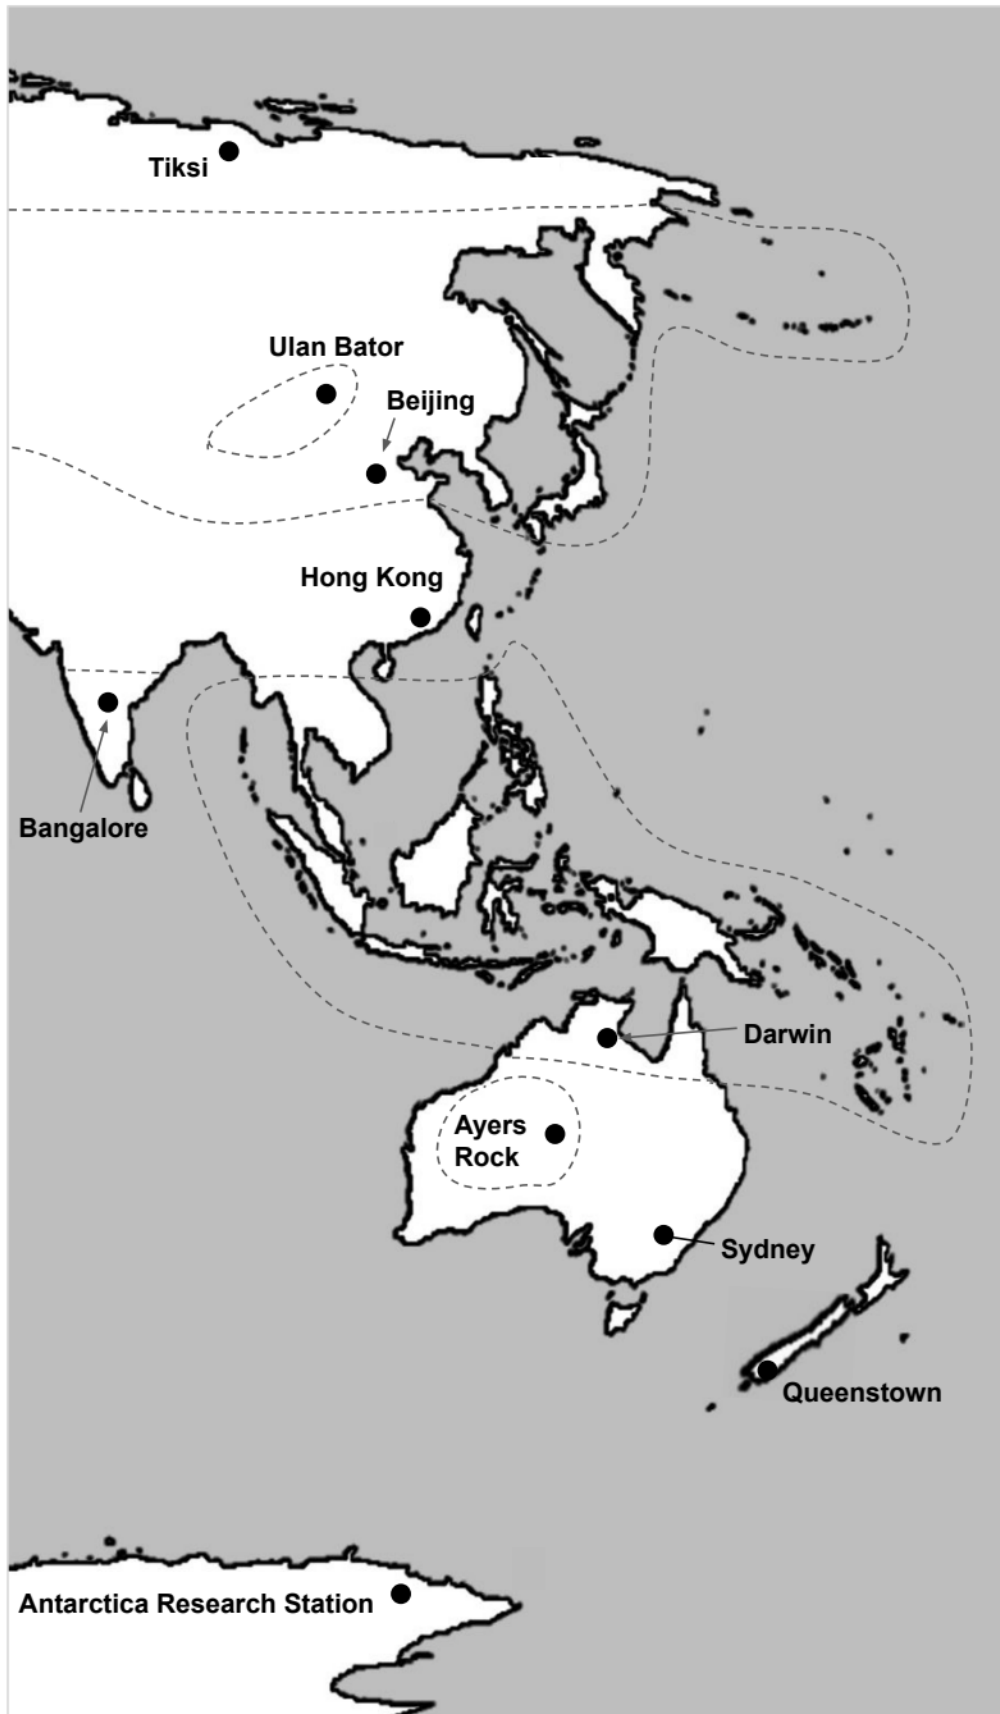 Tiksi
Ulan Bator
Beijing
Hong Kong
Bangalore
Darwin
Ayers
Rock
Sydney
Queenstown
Antarctica Research Station